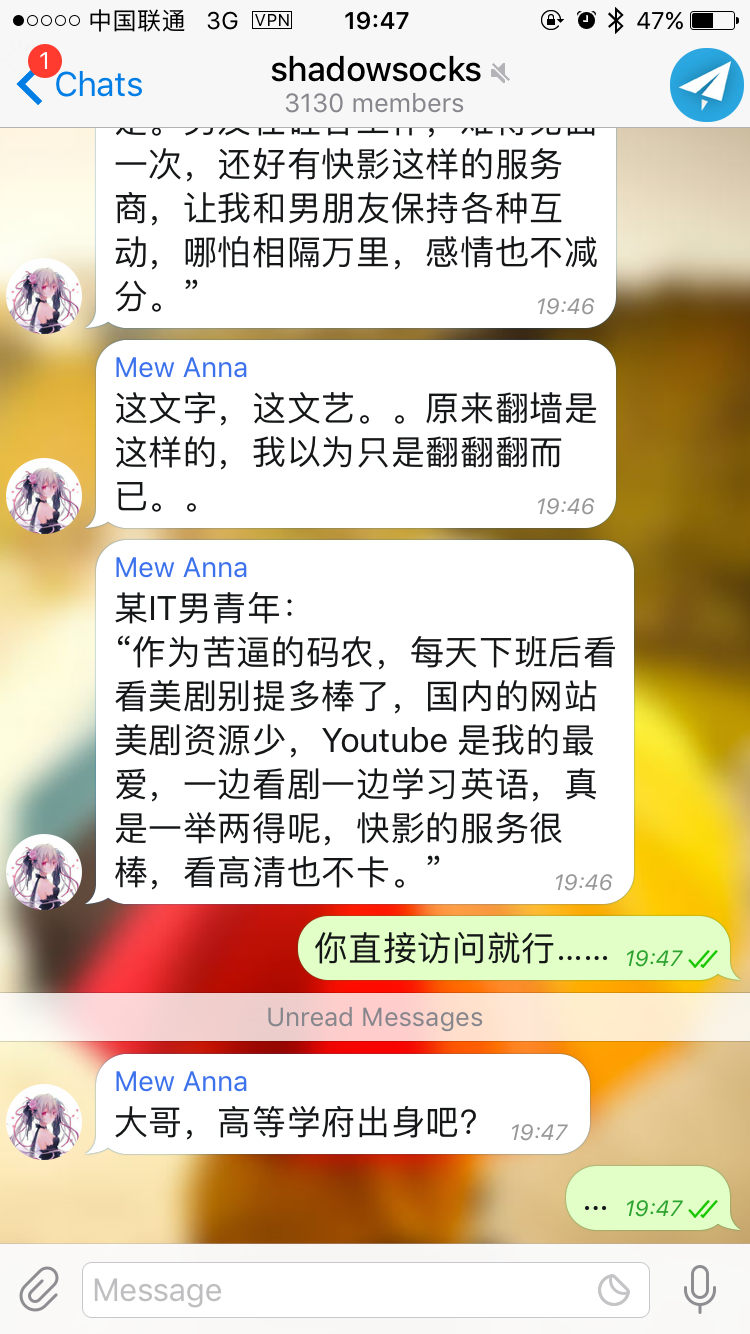 中国联通 3G VPN 19:47 47%
1
Chats
shadowsocks
3130 members
一次，还好有快影这样的服务
商，让我和男朋友保持各种互
动，哪怕相隔万里，感情也不减
分。”
19:46
Mew Anna
这文字，这文艺。。原来翻墙是
这样的，我以为只是翻翻翻而
已。。
19:46
Mew Anna
某IT男青年：
“作为苦逼的码农，每天下班后看
看美剧别提多棒了，国内的网站
美剧资源少，Youtube 是我的最
爱，一边看剧一边学习英语，真
是一举两得呢，快影的服务很
棒，看高清也不卡。”
19:46
你直接访问就行…… 19:47
Unread Messages
Mew Anna
大哥，高等学府出身吧？ 19:47
... 19:47
Message